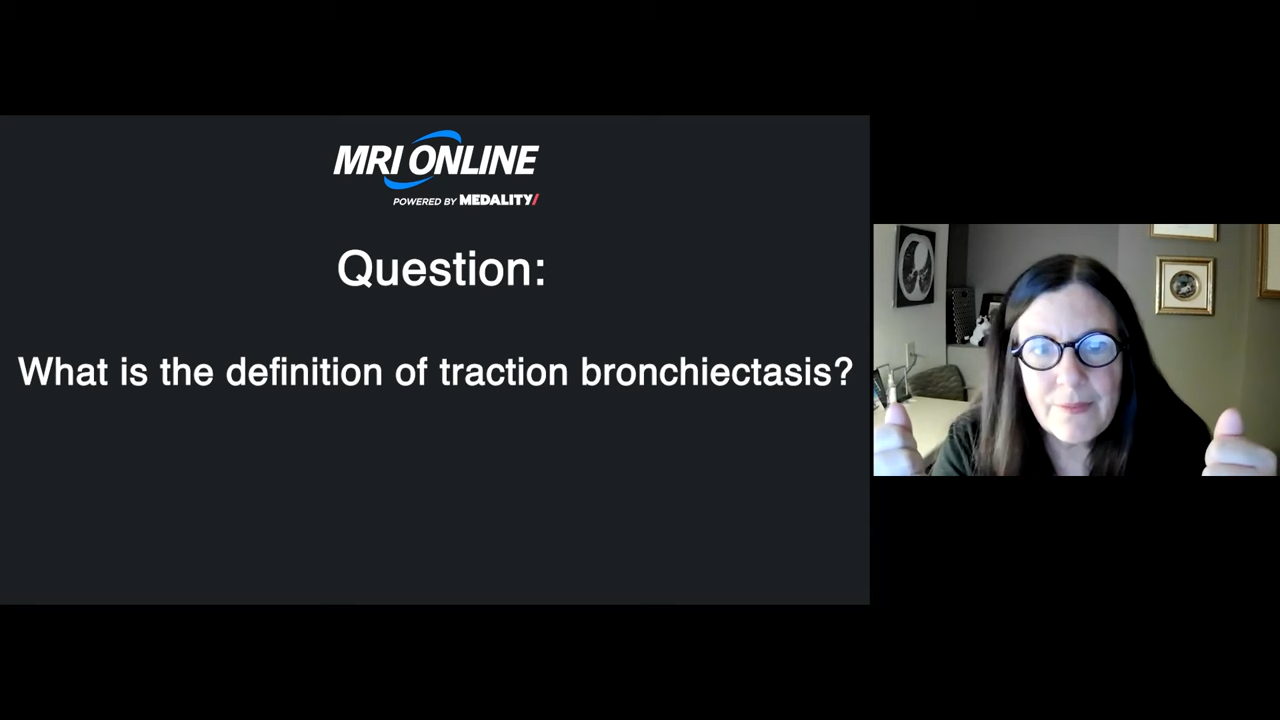 MRI ONLINE
POWERED BY MEDALITY/
Question:
What is the definition of traction bronchiectasis?